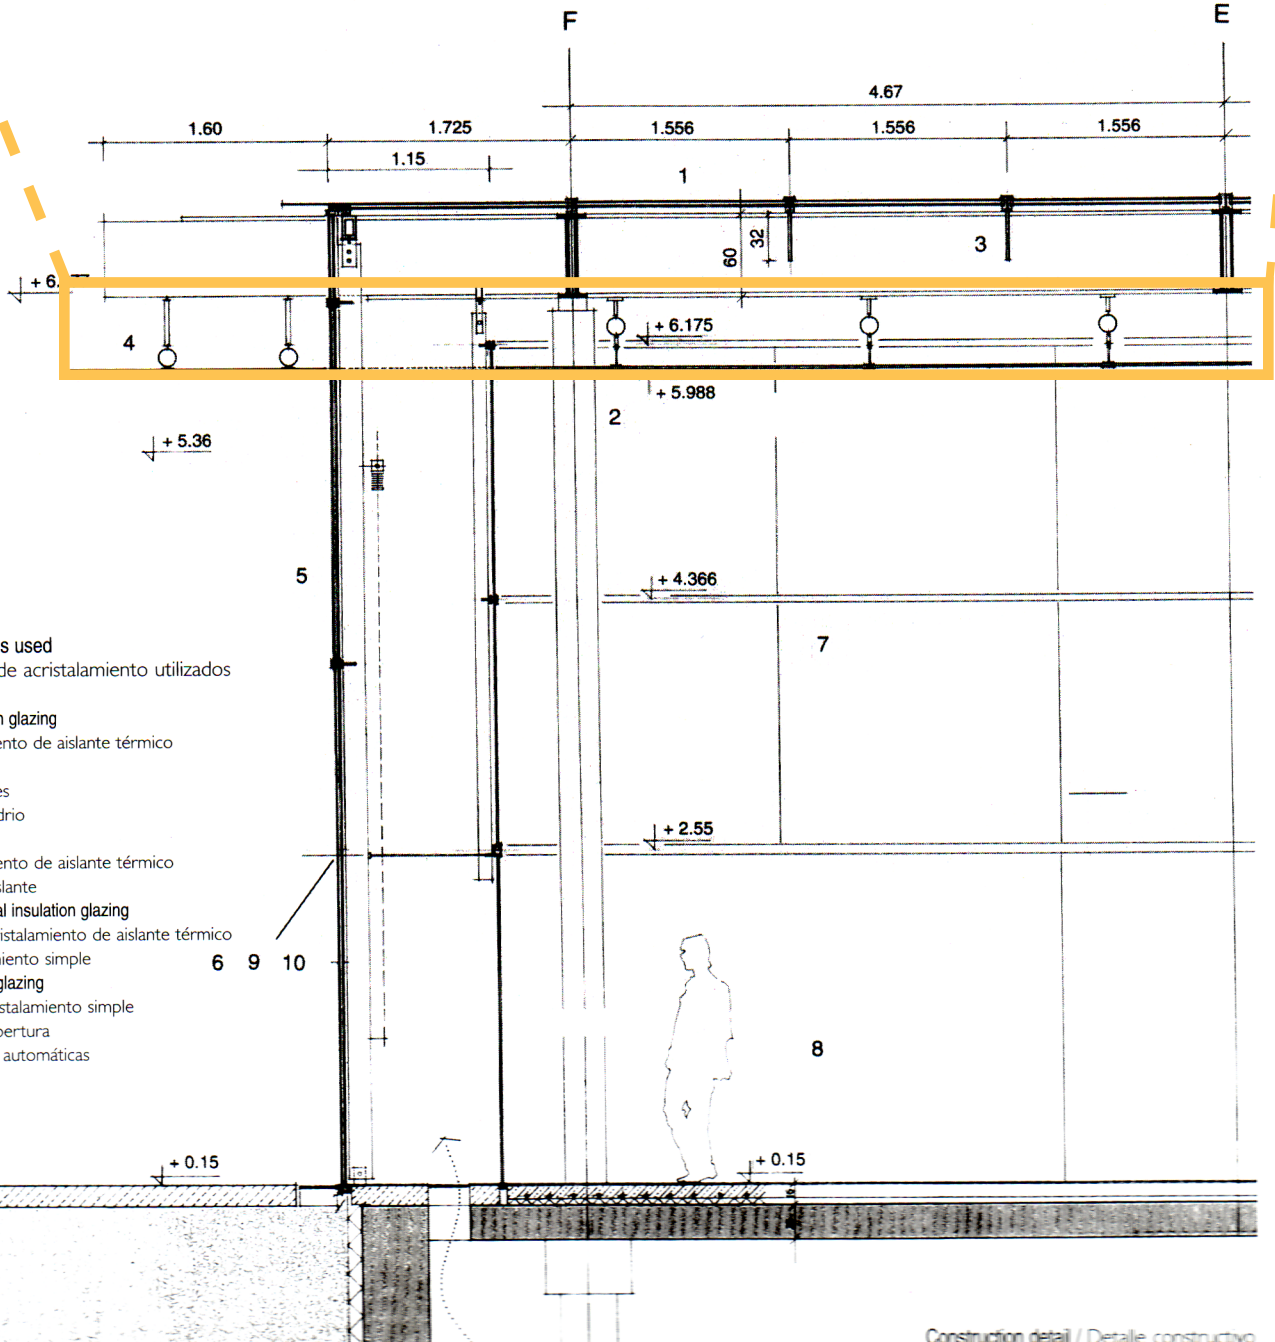 F
E
4.67
1.60
1.725
1.556
1.556
1.556
1.15
1
32
60
3
+ 6.
4
+ 6.175
+ 5.988
2
+ 5.36
5
+ 4.366
7
s used
de acristalamiento utilizados
n glazing
ento de aislante térmico
es
drio
+ 2.55
ento de aislante térmico
slante
al insulation glazing
ristalamiento de aislante térmico
niento simple
6 9 10
glazing
stalamiento simple
pertura
automáticas
8
+ 0.15
+ 0.15
Construction detail / Detalle constructivo